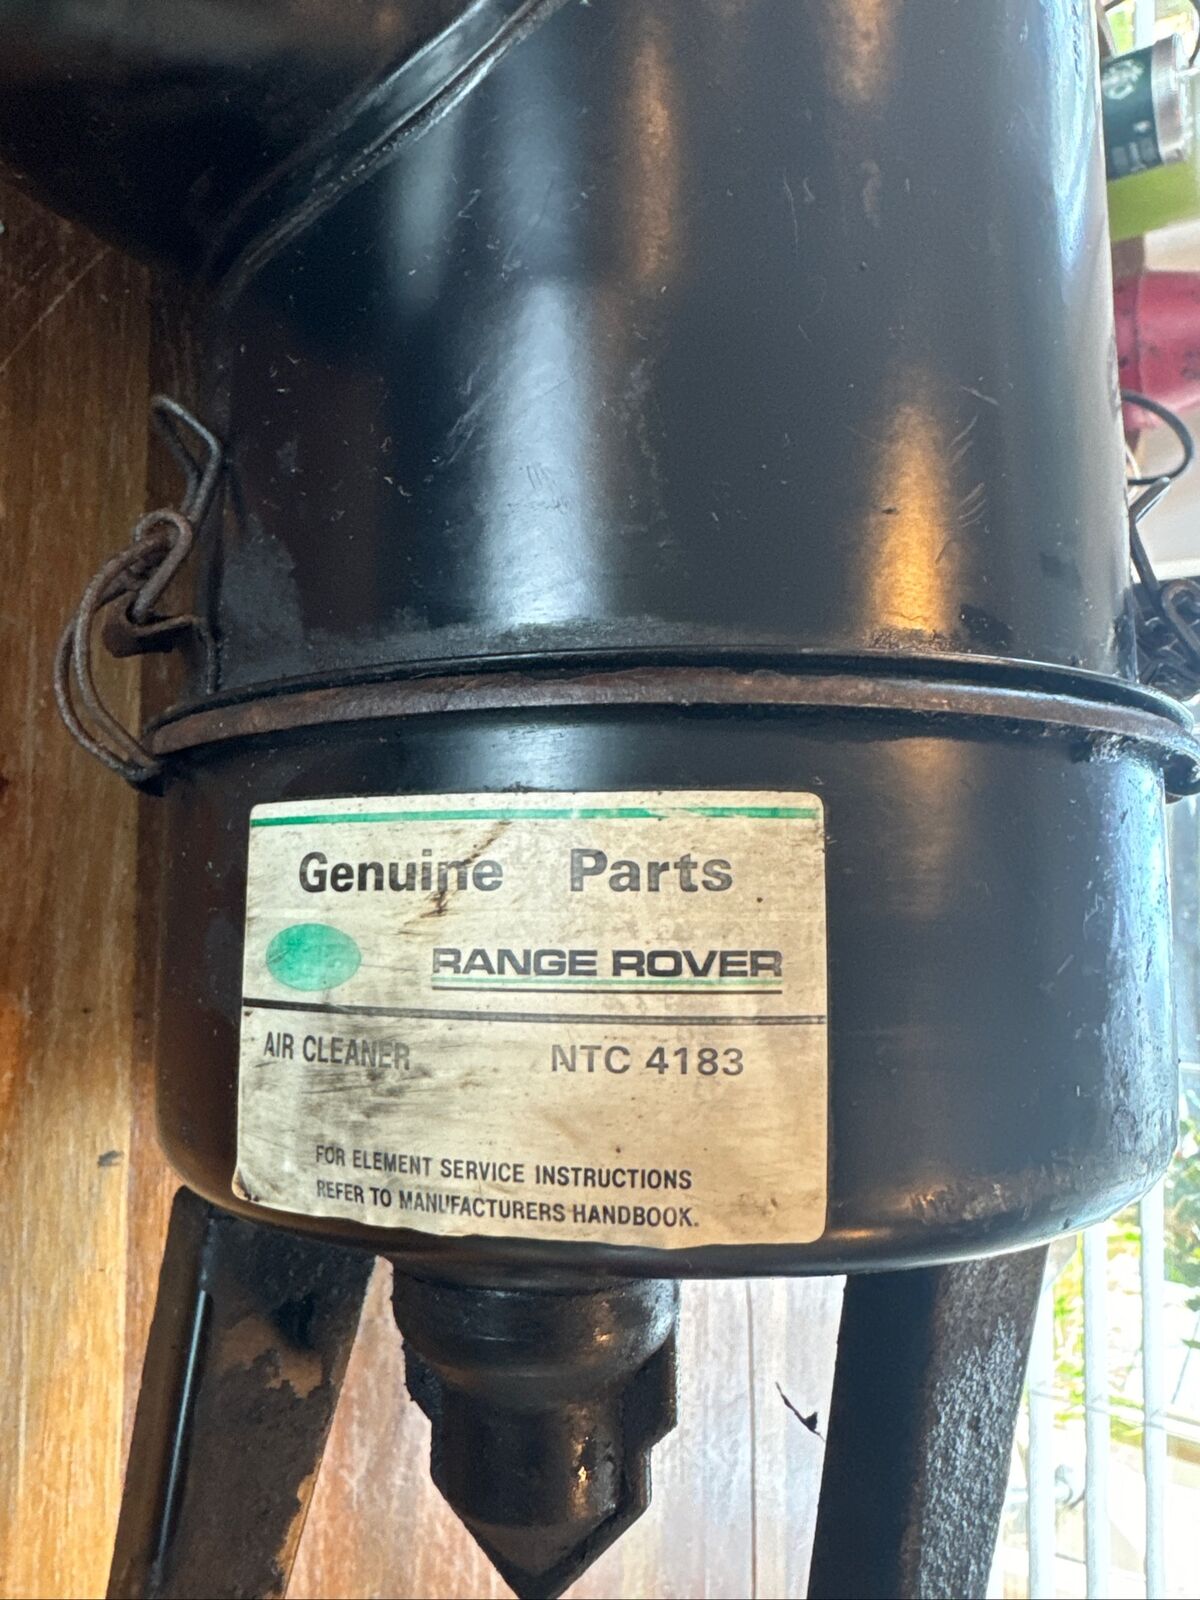 Genuine Parts
RANGE ROVER
AIR CLEANER NTC 4183
FOR ELEMENT SERVICE INSTRUCTIONS
REFER TO MANUFACTURERS HANDBOOK.